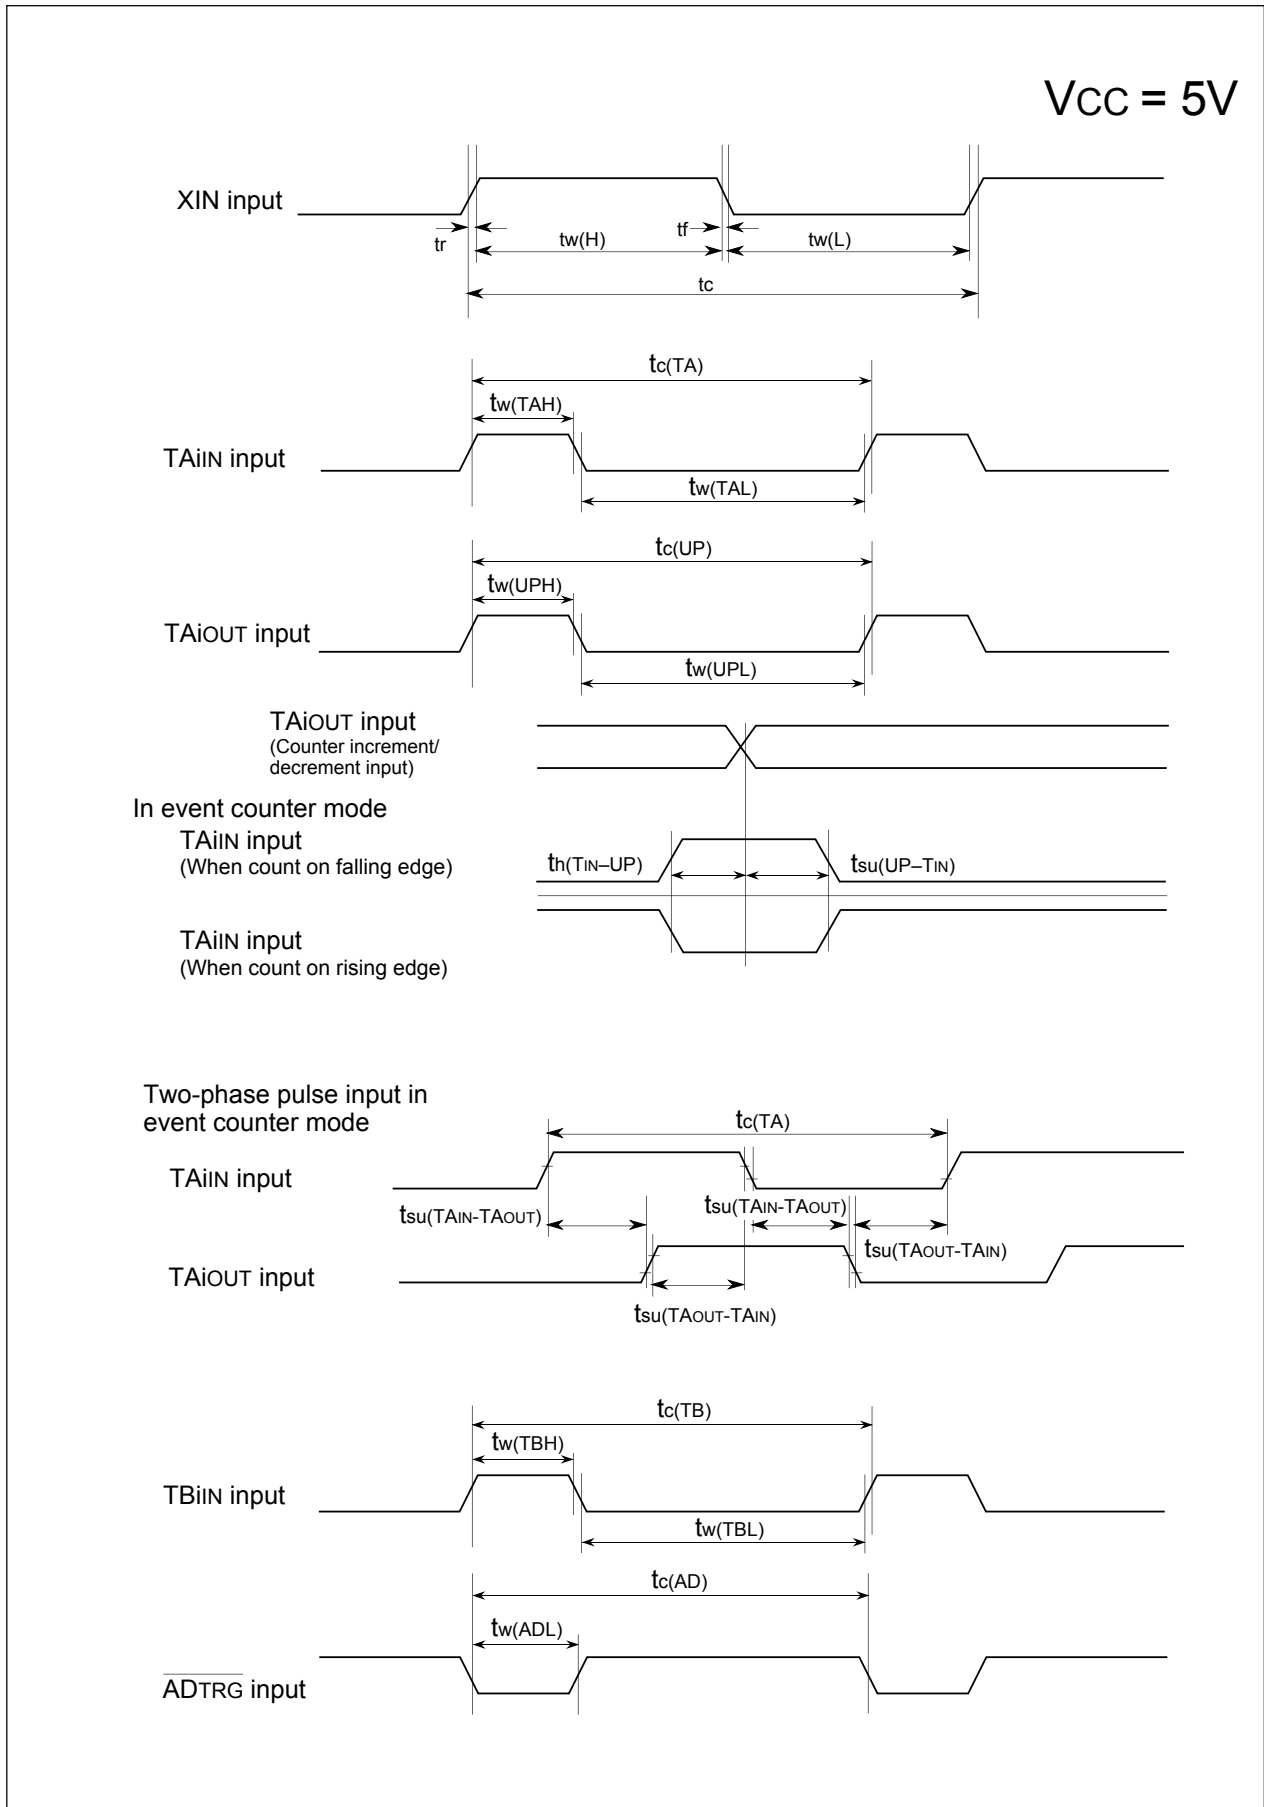 VCC = 5V
XIN input
tr
tw(H)
tf
tw(L)
tc
tc(TA)
tw(TAH)
TAiIN input
tw(TAL)
tc(UP)
tw(UPH)
TAiOUT input
tw(UPL)
TAiOUT input
(Counter increment/
decrement input)
In event counter mode
TAiIN input
(When count on falling edge)
th(TIN–UP)
tsu(UP–TIN)
TAiIN input
(When count on rising edge)
Two-phase pulse input in
event counter mode
tc(TA)
TAiIN input
tsu(TAIN-TAOUT)
tsu(TAIN-TAOUT)
tsu(TAOUT-TAIN)
TAiOUT input
tsu(TAOUT-TAIN)
tc(TB)
tw(TBH)
TBiIN input
tw(TBL)
tc(AD)
tw(ADL)
ADTRG input